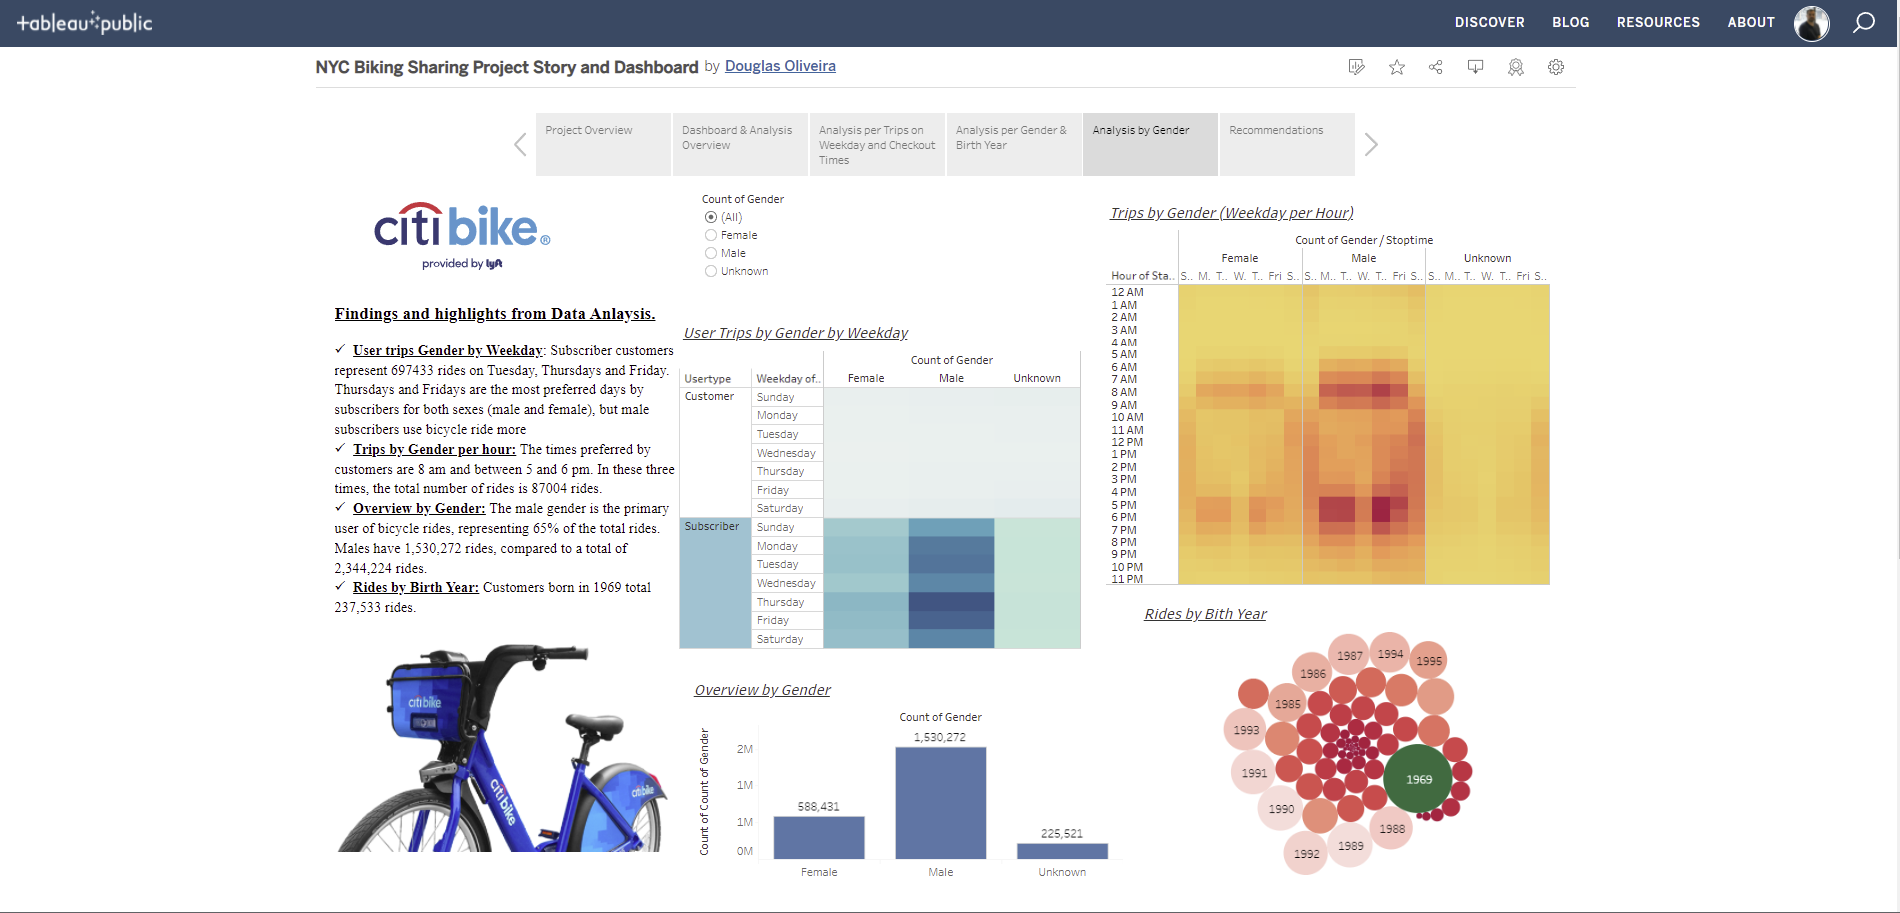 tableau public
DISCOVER BLOG RESOURCES ABOUT
NYC Biking Sharing Project Story and Dashboard by Douglas Oliveira
Project Overview
Dashboard & Analysis
Overview
Analysis per Trips on
Weekday and Checkout
Times
Analysis per Gender &
Birth Year
Analysis by Gender
Recommendations
citi bike®
provided by lyft
Findings and highlights from Data Anlaysis.
✓ User trips Gender by Weekday: Subscriber customers
represent 697433 rides on Tuesday, Thursdays and Friday.
Thursdays and Fridays are the most preferred days by
subscribers for both sexes (male and female), but male
subscribers use bicycle ride more
✓ Trips by Gender per hour: The times preferred by
customers are 8 am and between 5 and 6 pm. In these three
times, the total number of rides is 87004 rides.
✓ Overview by Gender: The male gender is the primary
user of bicycle rides, representing 65% of the total rides.
Males have 1,530,272 rides, compared to a total of
2,344,224 rides.
✓ Rides by Birth Year: Customers born in 1969 total
237,533 rides.
citi bike
citi bike
citi bike
Count of Gender
(All)
Female
Male
Unknown
User Trips by Gender by Weekday
Count of Gender
Usertype Weekday of.. Female Male Unknown
Customer Sunday
Monday
Tuesday
Wednesday
Thursday
Friday
Saturday
Subscriber Sunday
Monday
Tuesday
Wednesday
Thursday
Friday
Saturday
Overview by Gender
Count of Gender
Count of Count of Gender
2M
1M
1M
0M
588,431
1,530,272
225,521
Female Male Unknown
Trips by Gender (Weekday per Hour)
Count of Gender / Stoptime
Female Male Unknown
Hour of Sta.. S.. M. T.. W. T.. Fri S.. S.. M.. T.. W. T.. Fri S.. S.. M.. T.. W. T.. Fri S..
12 AM
1 AM
2 AM
3 AM
4 AM
5 AM
6 AM
7 AM
8 AM
9 AM
10 AM
11 AM
12 PM
1 PM
2 PM
3 PM
4 PM
5 PM
6 PM
7 PM
8 PM
9 PM
10 PM
11 PM
Rides by Bith Year
1987
1994
1995
1986
1985
1993
1991
1969
1990
1988
1989
1992